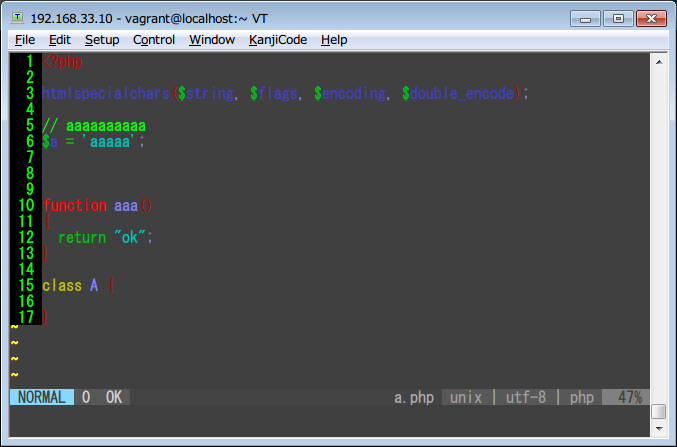 192.168.33.10 - vagrant@localhost:~ VT
File Edit Setup Control Window KanjiCode Help
1 <?php
2
3 htmlspecialchars($string, $flags, $encoding, $double_encode);
4
5 // aaaaaaaaaa
6 $a = 'aaaaa';
7
8
9
10 function aaa()
11 {
12   return "ok";
13 }
14
15 class A {
16
17 }
~
~
~
~
NORMAL 0 OK a.php unix | utf-8 | php 47%